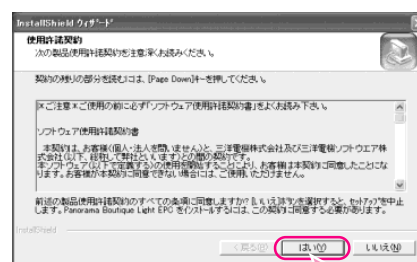 InstallShield ｳｨｻﾞｰﾄﾞ
使用許諾契約
次の製品使用許諾契約を注意深くお読みください。
契約の残りの部分を読むには、[Page Down]キーを押してください。
※ご注意※ご使用の前に必ず「ソフトウェア使用許諾契約書」をよくお読み下さい。
ソフトウェア使用許諾契約書
本契約は、お客様(個人・法人を問いません)と、三洋電機株式会社及び三洋電機ソフトウエア株
式会社(以下、総称して弊社といいます)との間の契約です。
本ソフトウェア(以下で定義する)の使用を開始することにより、お客様は本契約に同意したことにな
ります。お客様が本契約に同意できない場合には、ご使用いただけません。
前述の製品使用許諾契約のすべての条項に同意しますか? [いいえ]ボタンを選択すると、ｾｯﾄｱｯﾌﾟを中止
します。Panorama Boutique Light EPC をインストールするには、この契約に同意する必要があります。
InstallShield
< 戻る(B)
はい(Y)
いいえ(N)